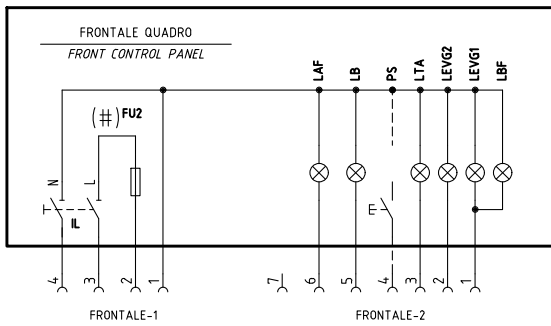 FRONTALE QUADRO
FRONT CONTROL PANEL
LAF
LB
PS
LTA
LEVG2
LEVG1
LBF
(#) FU2
N
L
IL
4
3
2
1
7
6
5
4
3
2
1
FRONTALE-1
FRONTALE-2